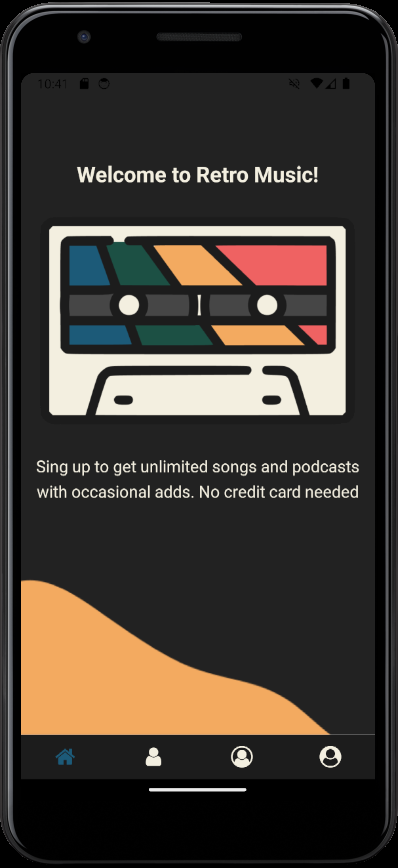 10:41
Welcome to Retro Music!
Sing up to get unlimited songs and podcasts
with occasional adds. No credit card needed